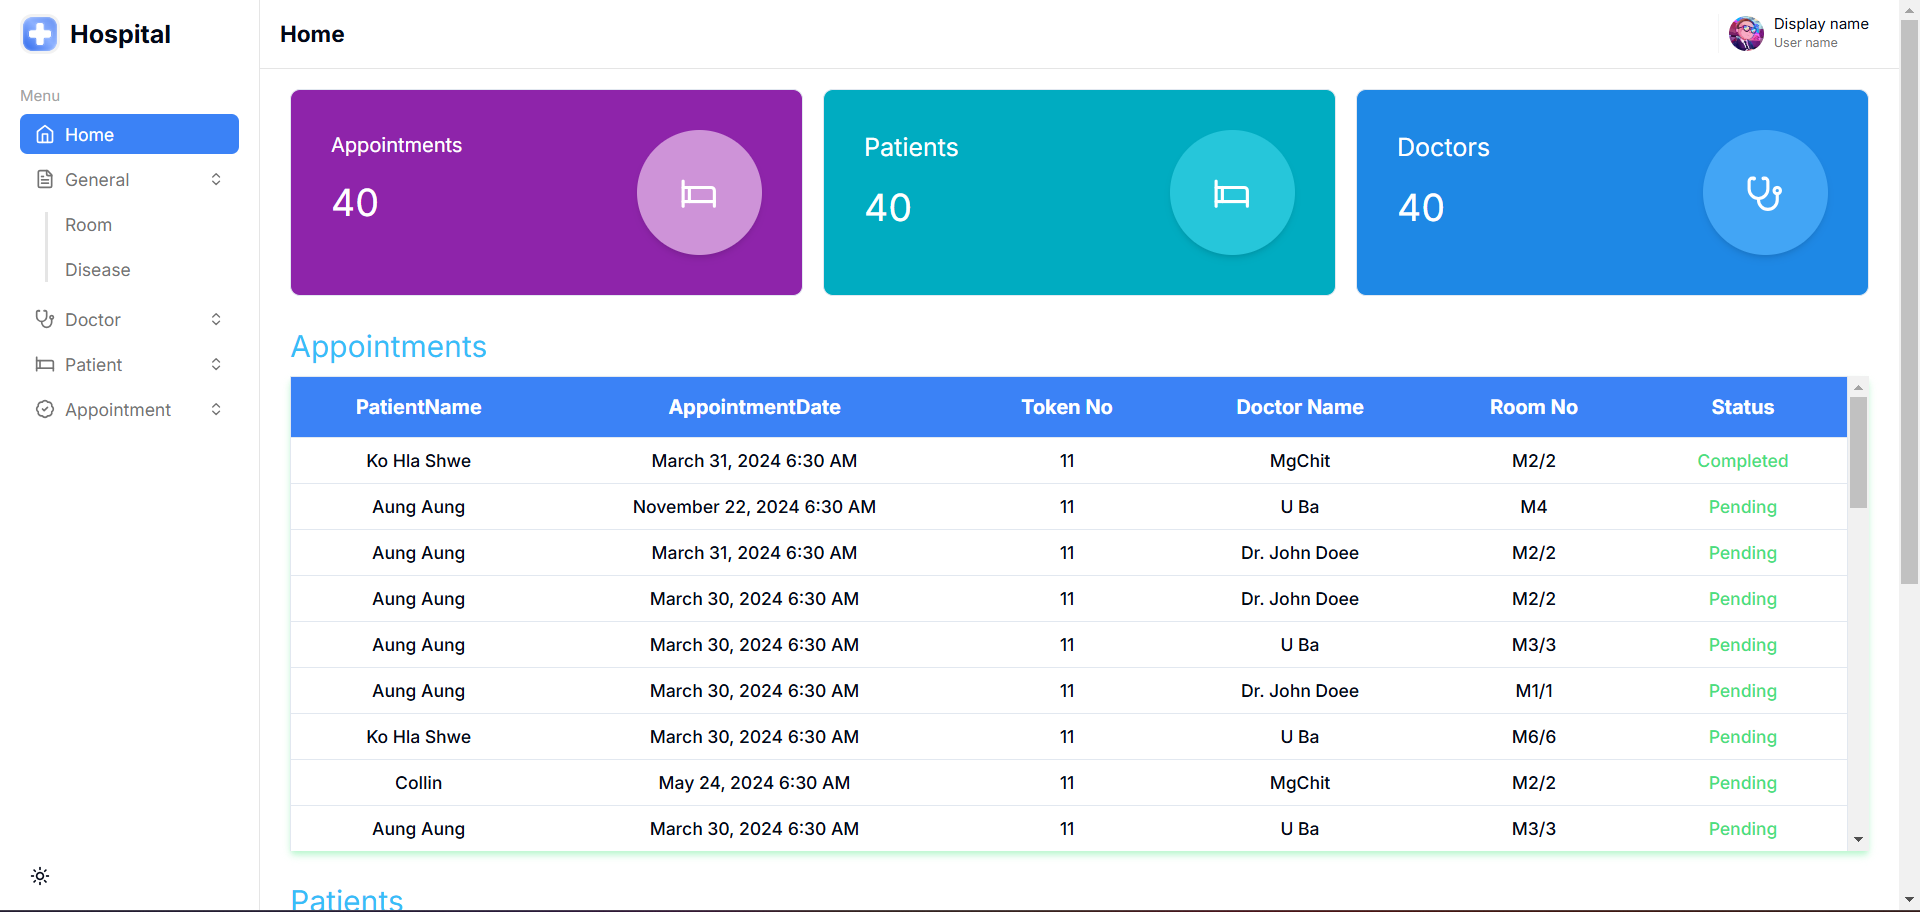 Hospital
Menu
Home
General
Room
Disease
Doctor
Patient
Appointment
Home
Display name
User name
Appointments
40
Patients
40
Doctors
40
Appointments
PatientName AppointmentDate Token No Doctor Name Room No Status
Ko Hla Shwe March 31, 2024 6:30 AM 11 MgChit M2/2 Completed
Aung Aung November 22, 2024 6:30 AM 11 U Ba M4 Pending
Aung Aung March 31, 2024 6:30 AM 11 Dr. John Doee M2/2 Pending
Aung Aung March 30, 2024 6:30 AM 11 Dr. John Doee M2/2 Pending
Aung Aung March 30, 2024 6:30 AM 11 U Ba M3/3 Pending
Aung Aung March 30, 2024 6:30 AM 11 Dr. John Doee M1/1 Pending
Ko Hla Shwe March 30, 2024 6:30 AM 11 U Ba M6/6 Pending
Collin May 24, 2024 6:30 AM 11 MgChit M2/2 Pending
Aung Aung March 30, 2024 6:30 AM 11 U Ba M3/3 Pending
Patients